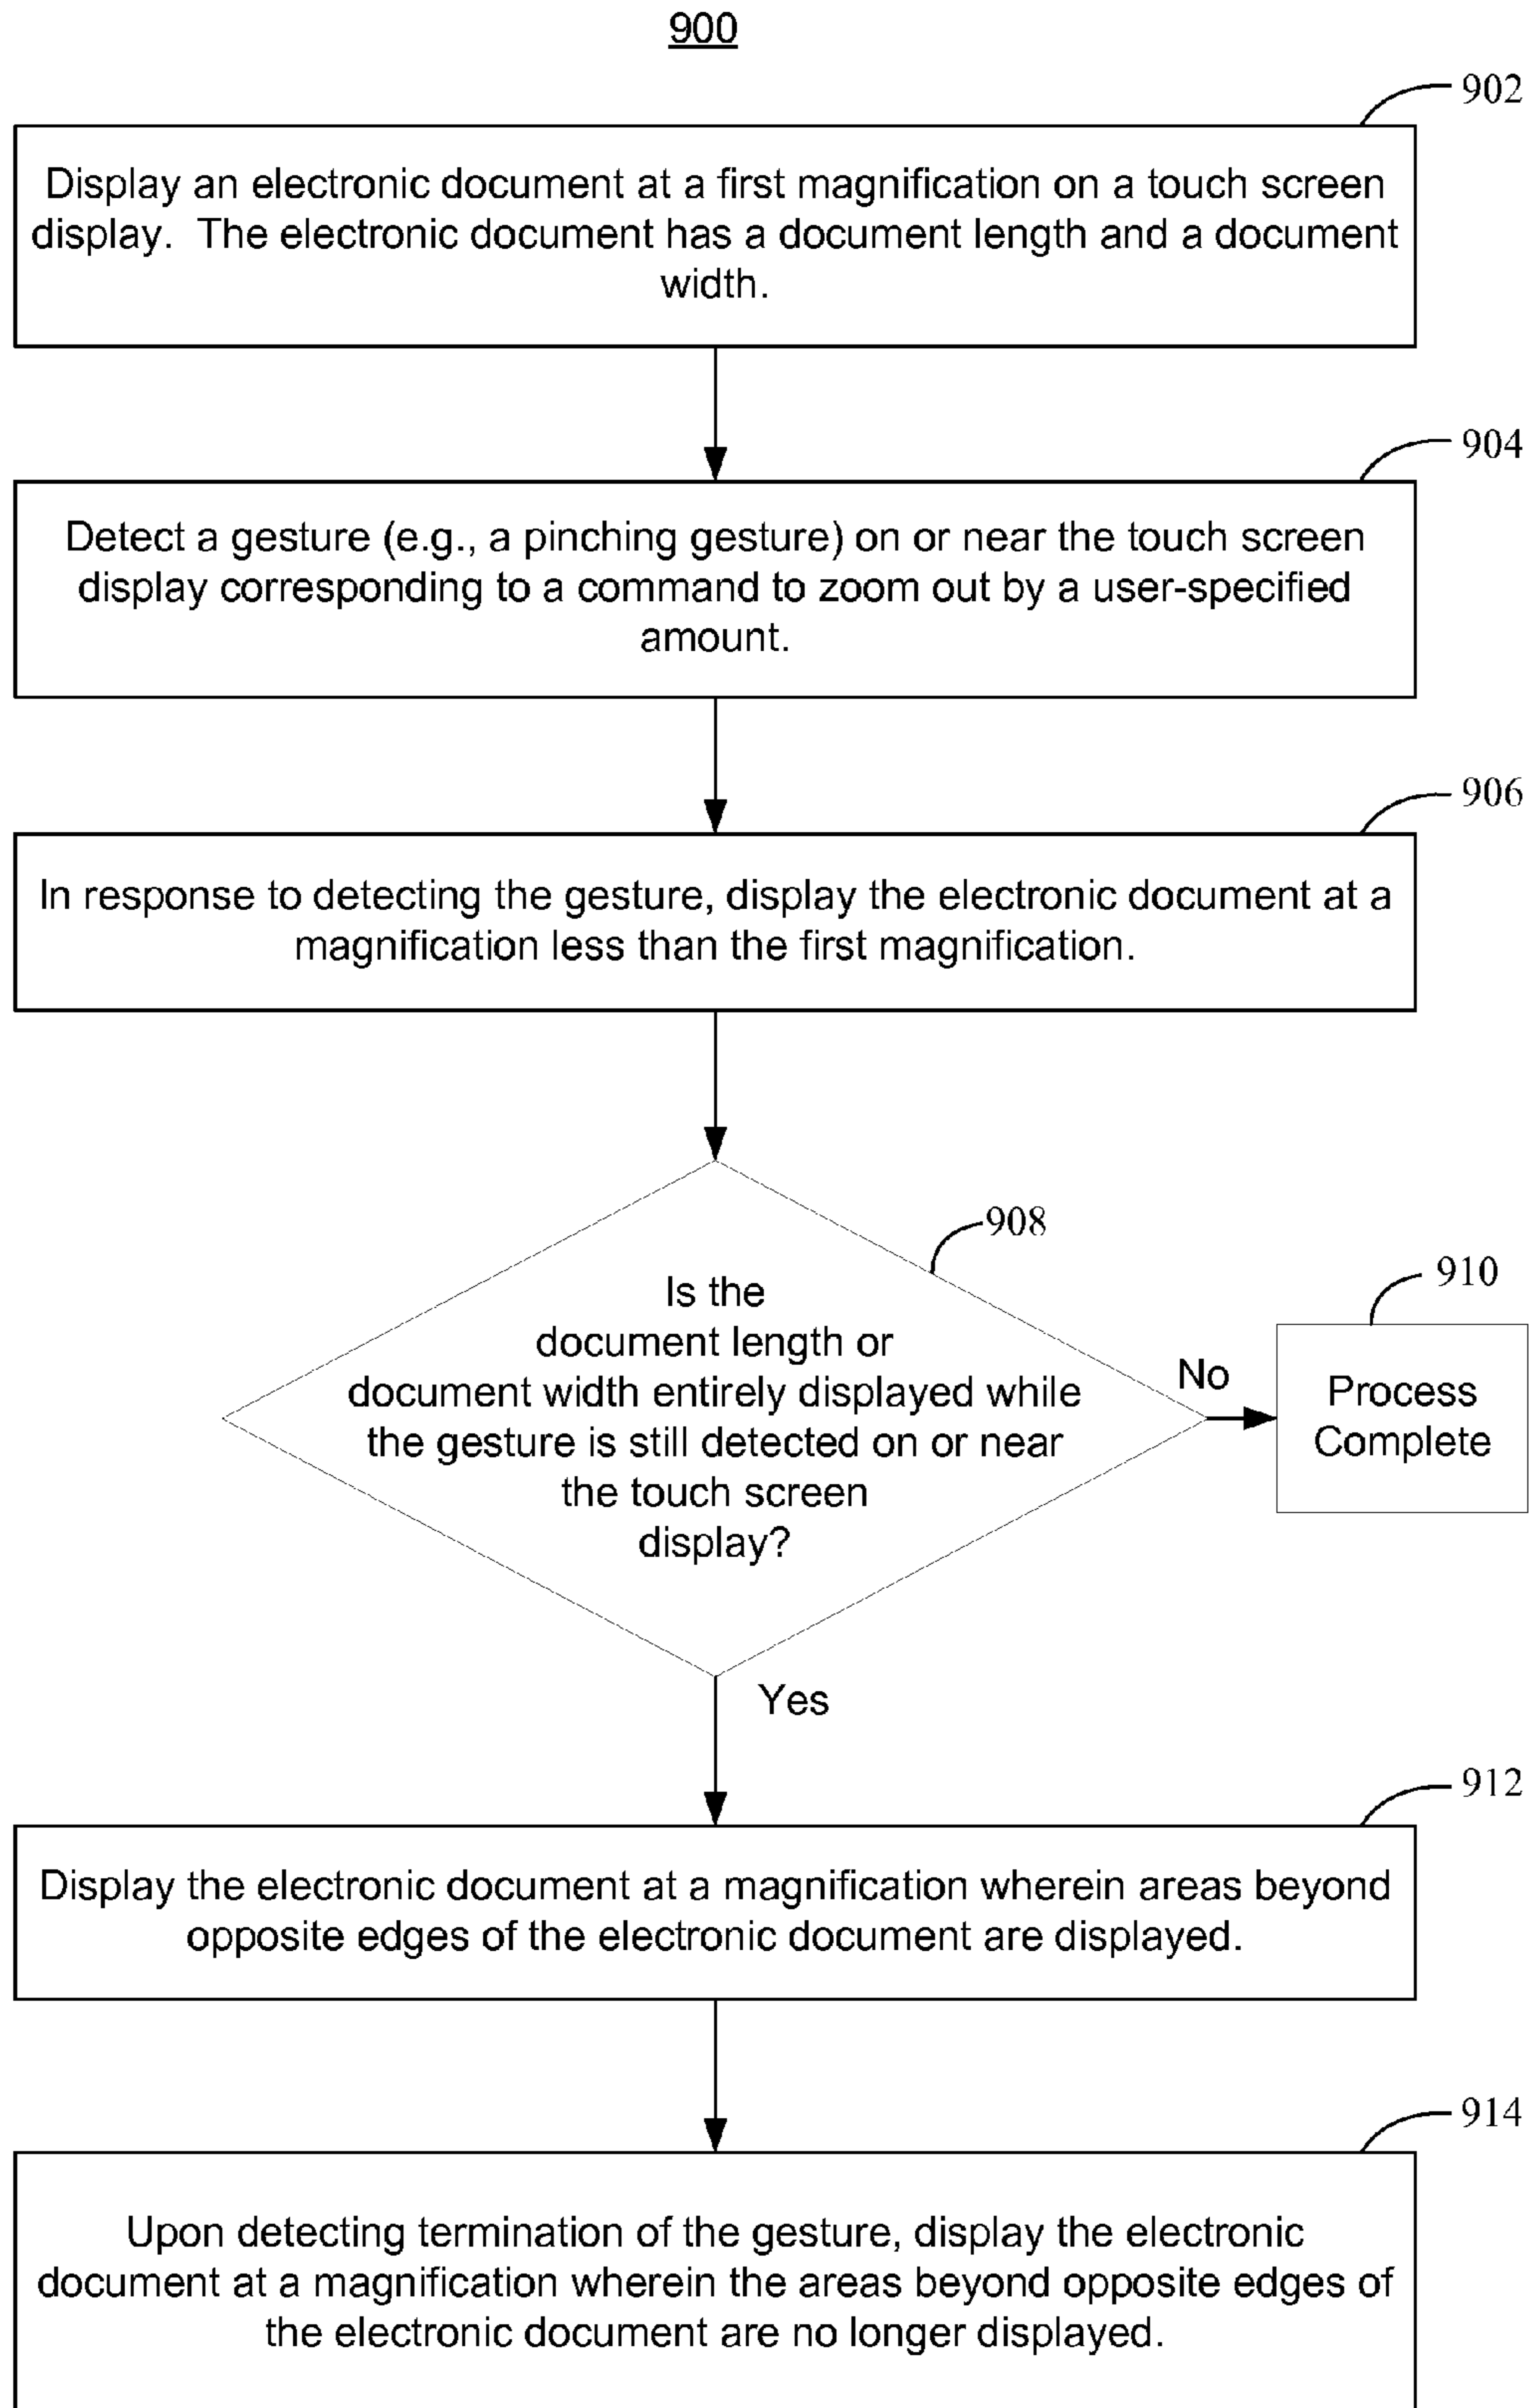 900
902
Display an electronic document at a first magnification on a touch screen
display. The electronic document has a document length and a document
width.
904
Detect a gesture (e.g., a pinching gesture) on or near the touch screen
display corresponding to a command to zoom out by a user-specified
amount.
906
In response to detecting the gesture, display the electronic document at a
magnification less than the first magnification.
908
Is the
document length or
document width entirely displayed while
the gesture is still detected on or near
the touch screen
display?
No
910
Process
Complete
Yes
912
Display the electronic document at a magnification wherein areas beyond
opposite edges of the electronic document are displayed.
914
Upon detecting termination of the gesture, display the electronic
document at a magnification wherein the areas beyond opposite edges of
the electronic document are no longer displayed.